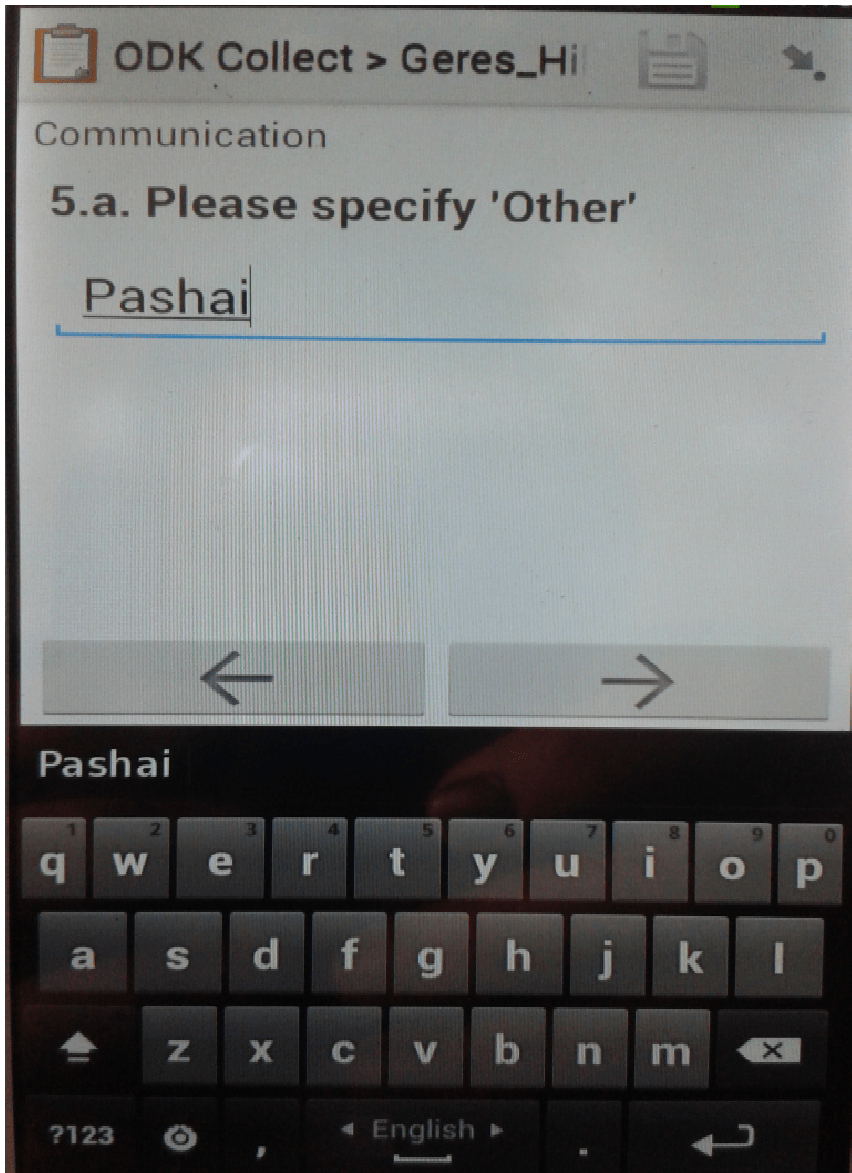 ODK Collect > Geres_Hi
Communication
5.a. Please specify 'Other'
Pashai
Pashai
1 2 3 4 5 6 7 8 9 0
q w e r t y u i o p
a s d f g h j k l
z x c v b n m
?123 , English .